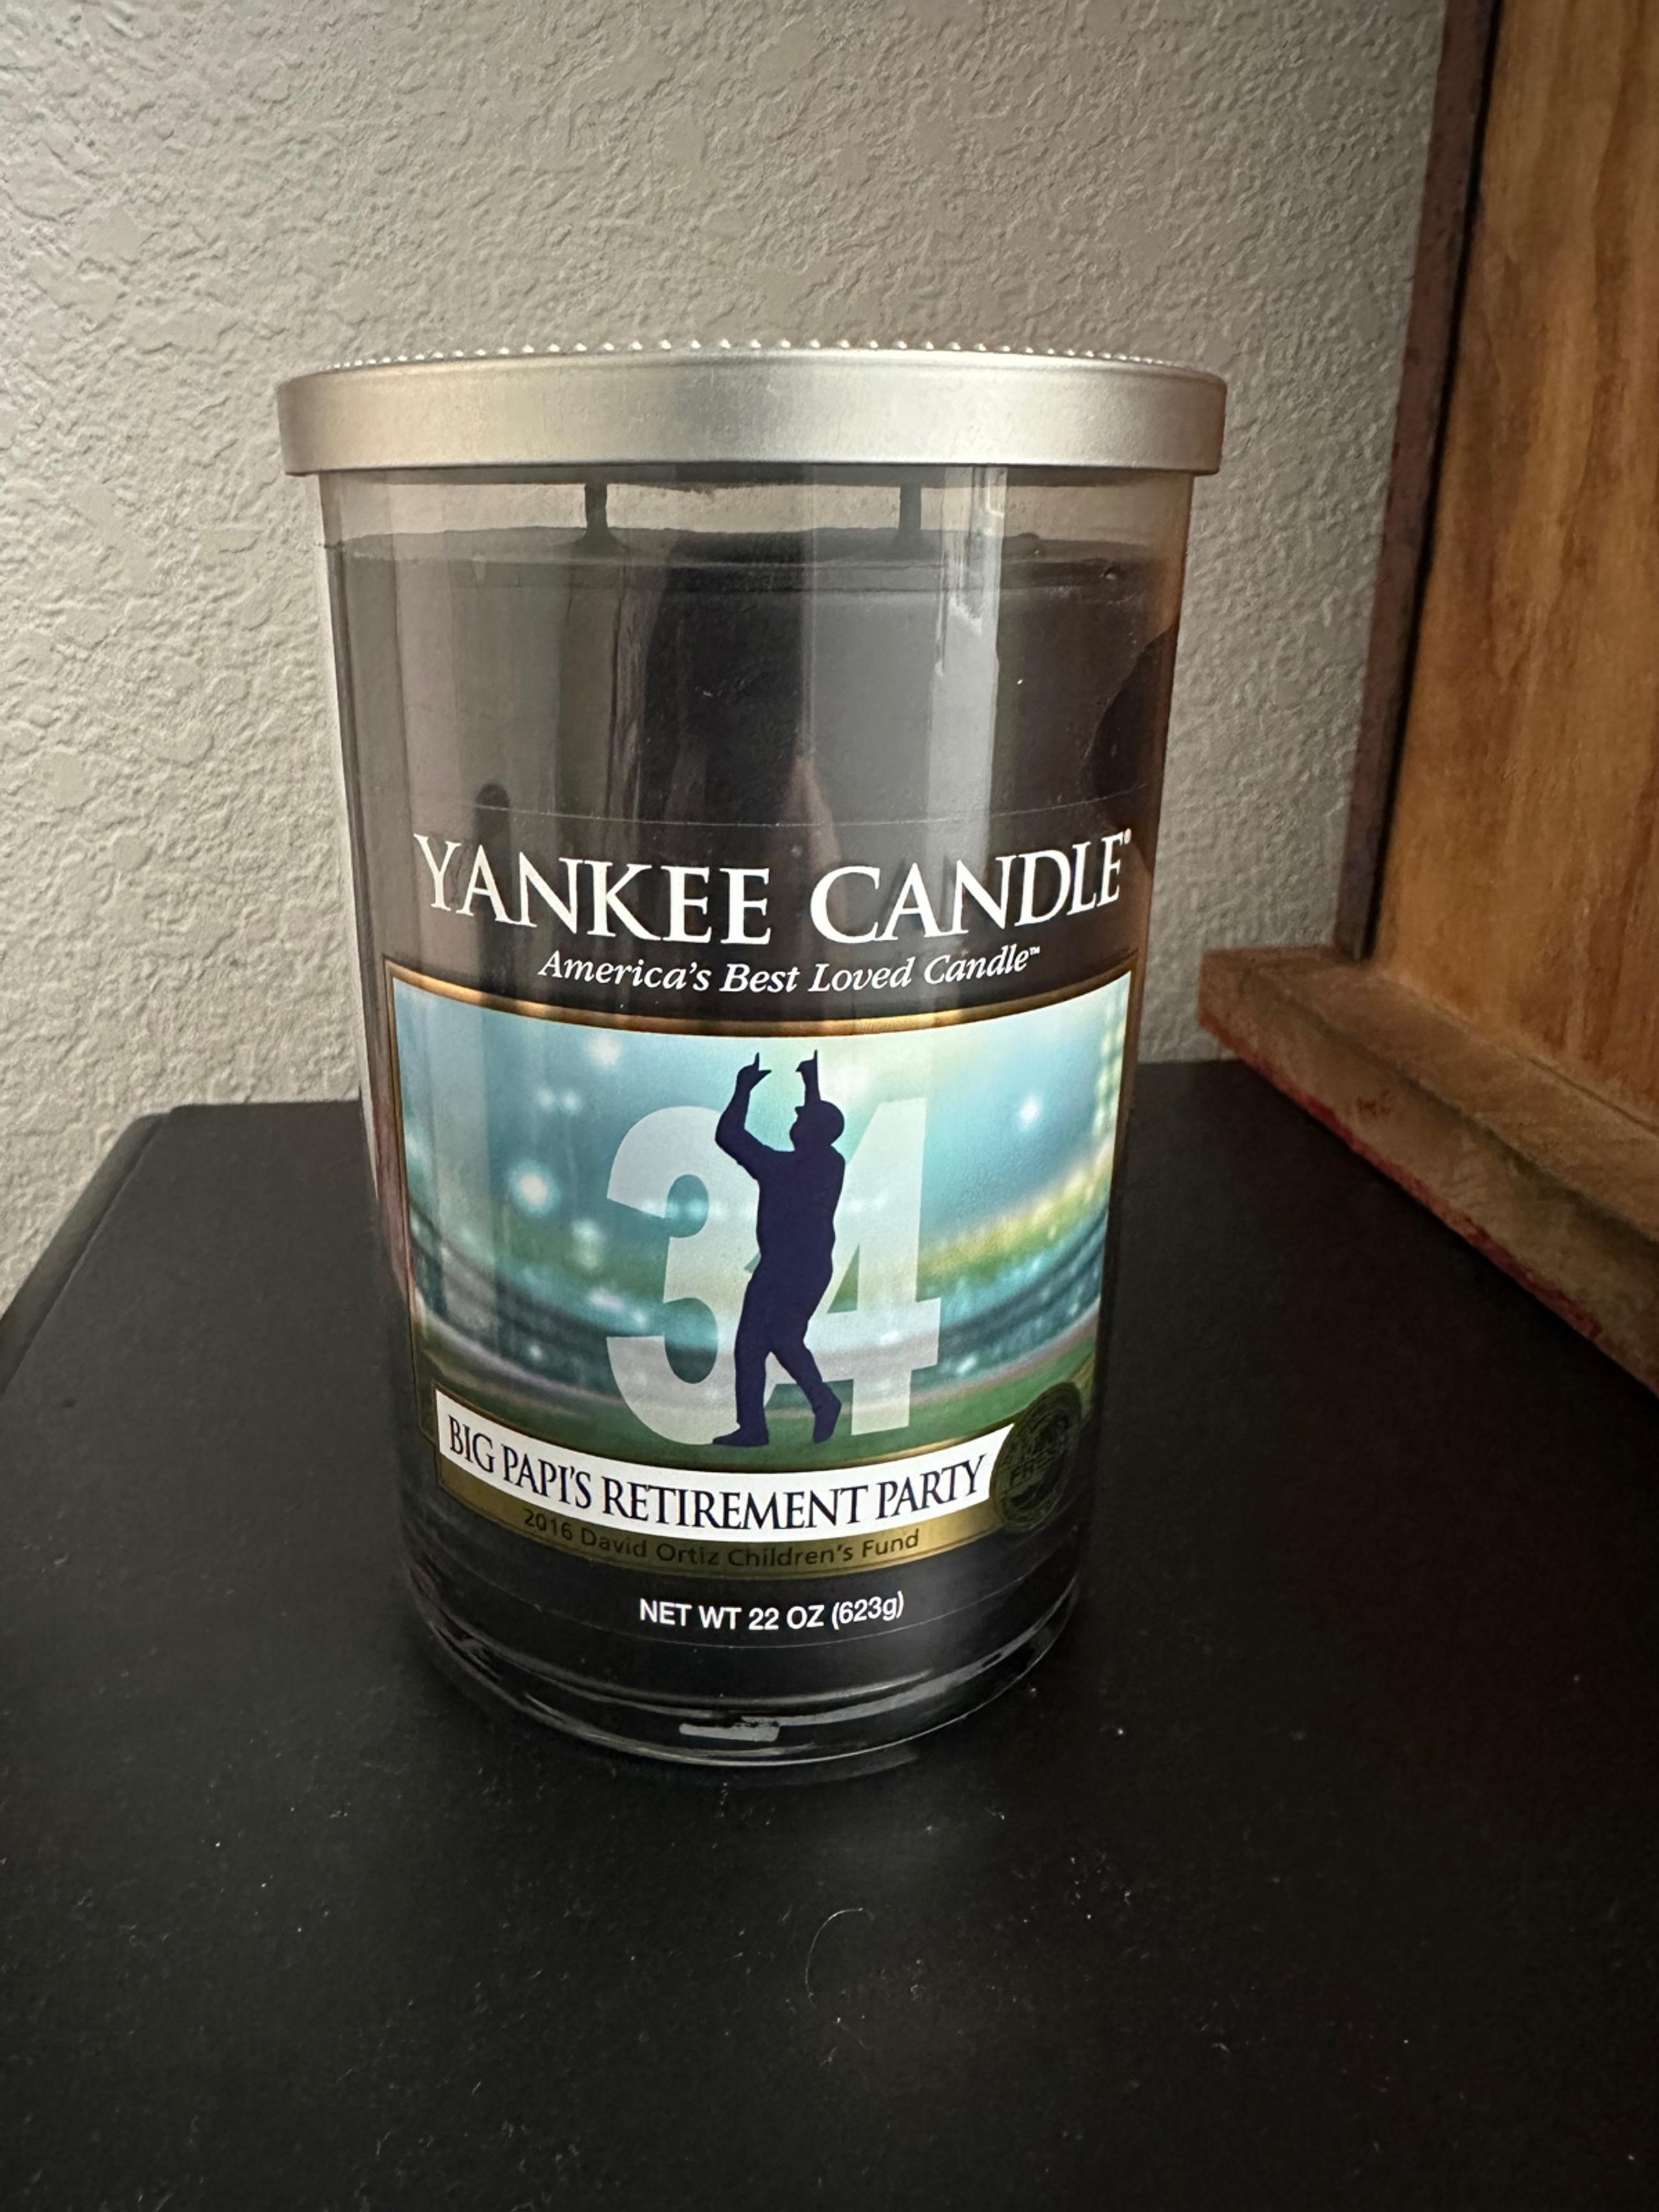 YANKEE CANDLE®
America's Best Loved Candle™
34
BIG PAPI'S RETIREMENT PARTY
2016 David Ortiz Children's Fund
NET WT 22 OZ (623g)